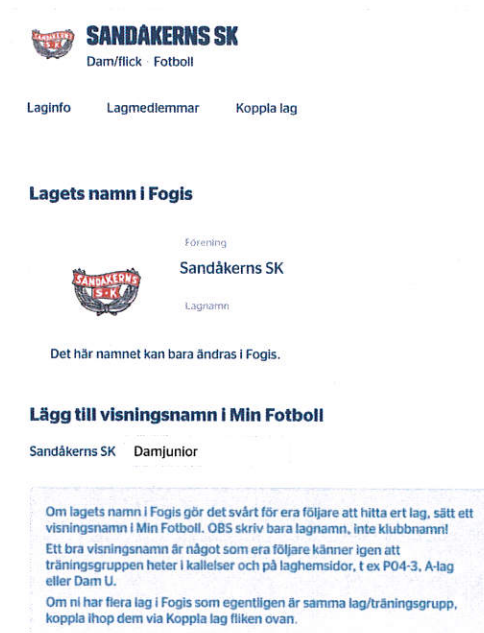 SANDÅKERNS SK
Dam/flick · Fotboll
Laginfo Lagmedlemmar Koppla lag
Lagets namn i Fogis
Förening
Sandåkerns SK
SANDÅKERNS
S·K
Lagnamn
Det här namnet kan bara ändras i Fogis.
Lägg till visningsnamn i Min Fotboll
Sandåkerns SK Damjunior
Om lagets namn i Fogis gör det svårt för era följare att hitta ert lag, sätt ett
visningsnamn i Min Fotboll. OBS skriv bara lagnamn, inte klubbnamn!
Ett bra visningsnamn är något som era följare känner igen att
träningsgruppen heter i kallelser och på laghemsidor, t ex P04-3, A-lag
eller Dam U.
Om ni har flera lag i Fogis som egentligen är samma lag/träningsgrupp,
koppla ihop dem via Koppla lag fliken ovan.